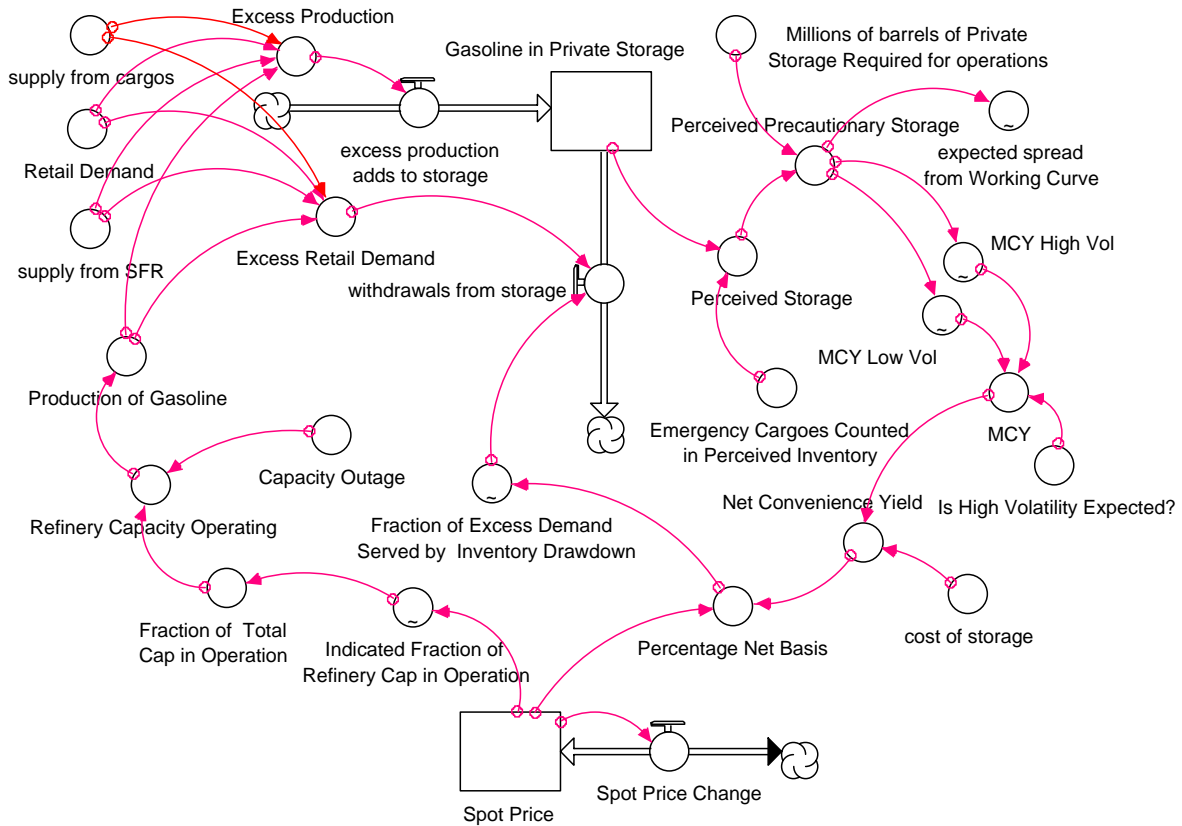 Excess Production
supply from cargos
Gasoline in Private Storage
Millions of barrels of Private
Storage Required for operations
Retail Demand
excess production
adds to storage
Perceived Precautionary Storage
expected spread
from Working Curve
supply from SFR
Excess Retail Demand
withdrawals from storage
Perceived Storage
MCY High Vol
MCY Low Vol
Production of Gasoline
Capacity Outage
Emergency Cargoes Counted
in Perceived Inventory
MCY
Refinery Capacity Operating
Fraction of Excess Demand
Served by Inventory Drawdown
Net Convenience Yield
Is High Volatility Expected?
Fraction of Total
Cap in Operation
Indicated Fraction of
Refinery Cap in Operation
Percentage Net Basis
cost of storage
Spot Price
Spot Price Change
~
~
~
~
~